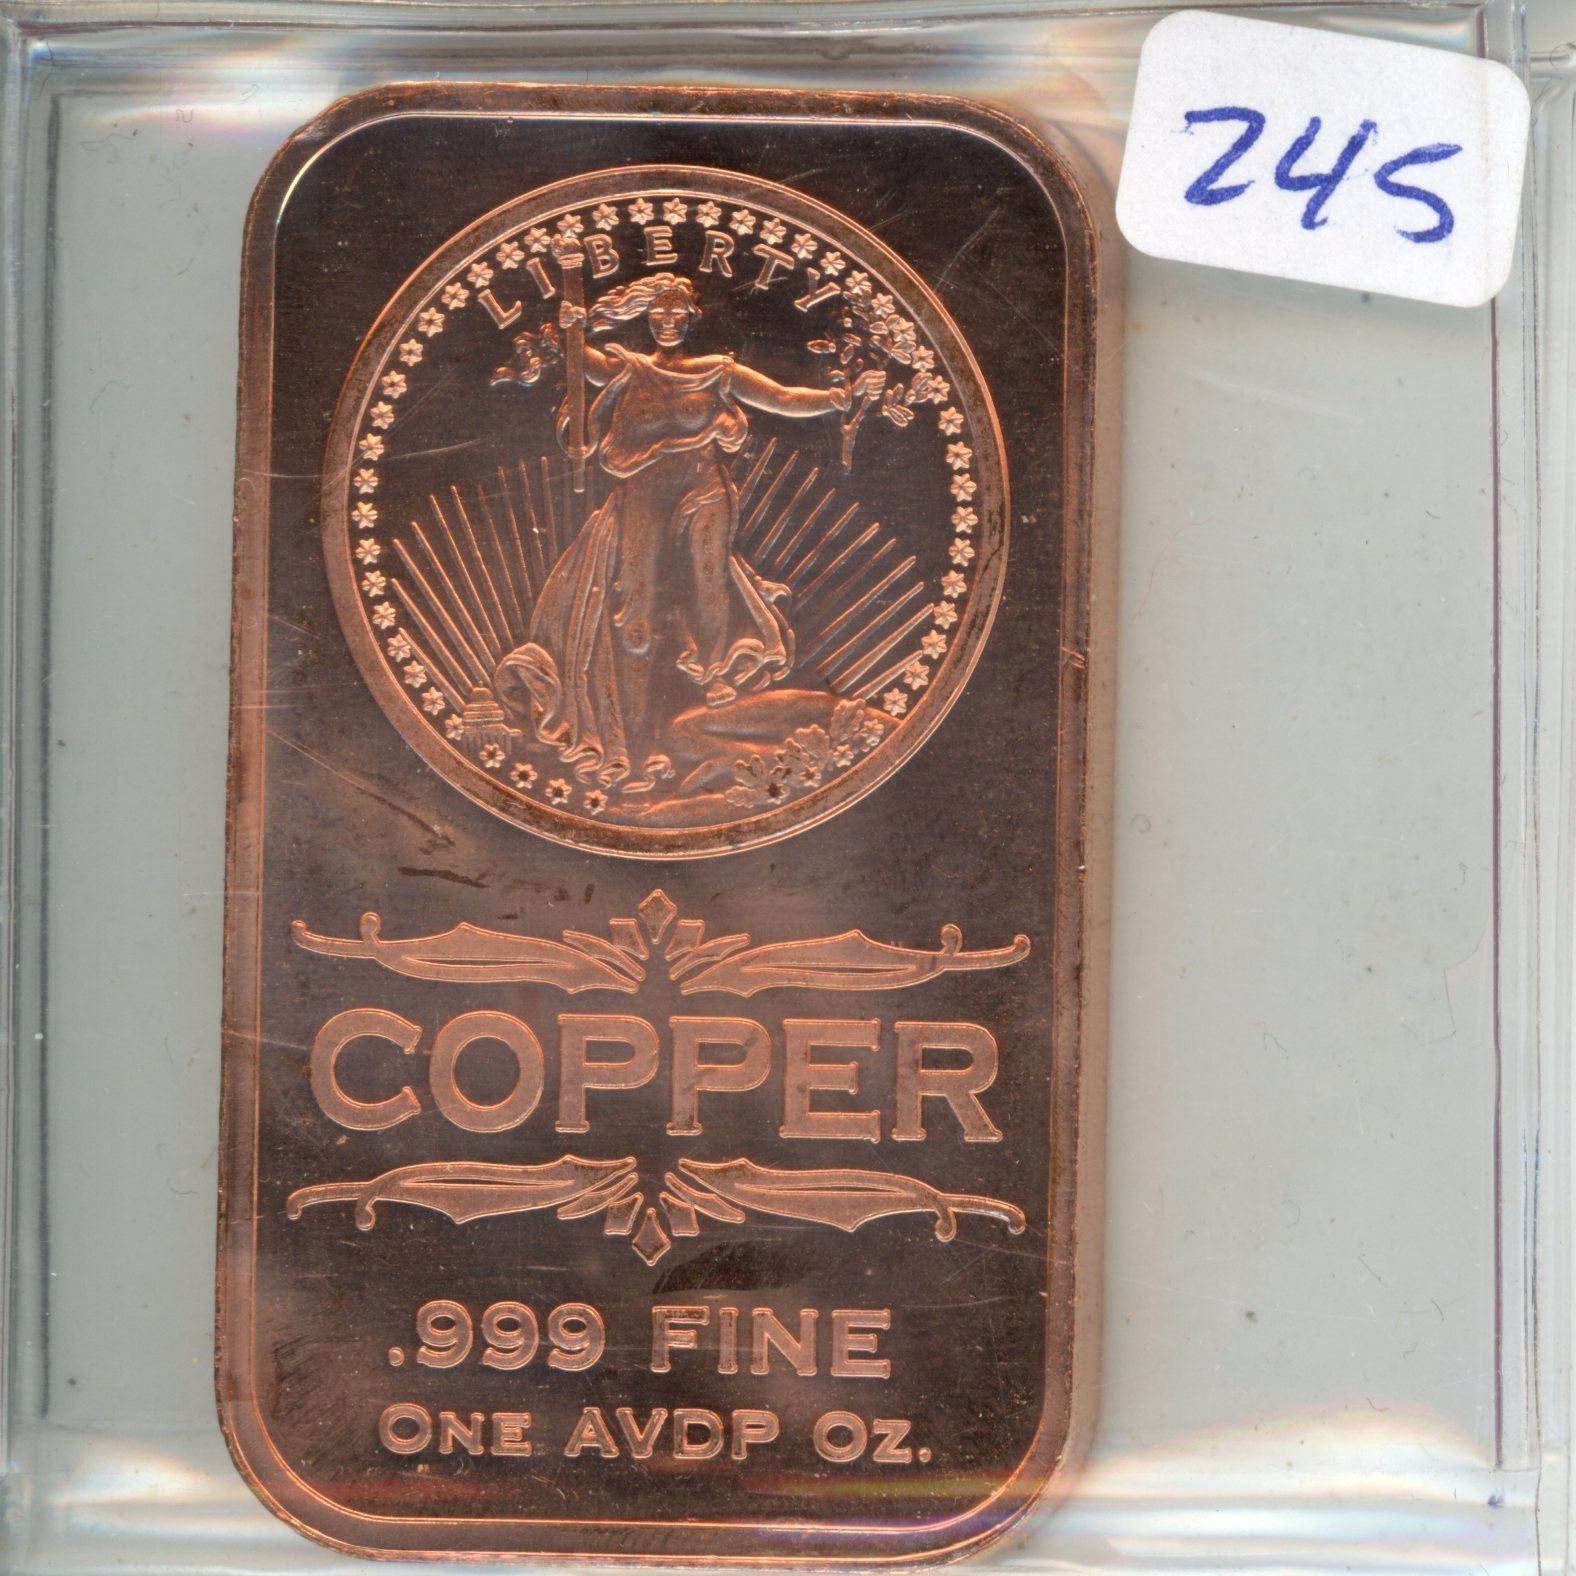 245
LIBERTY
COPPER
.999 FINE
ONE AVDP OZ.